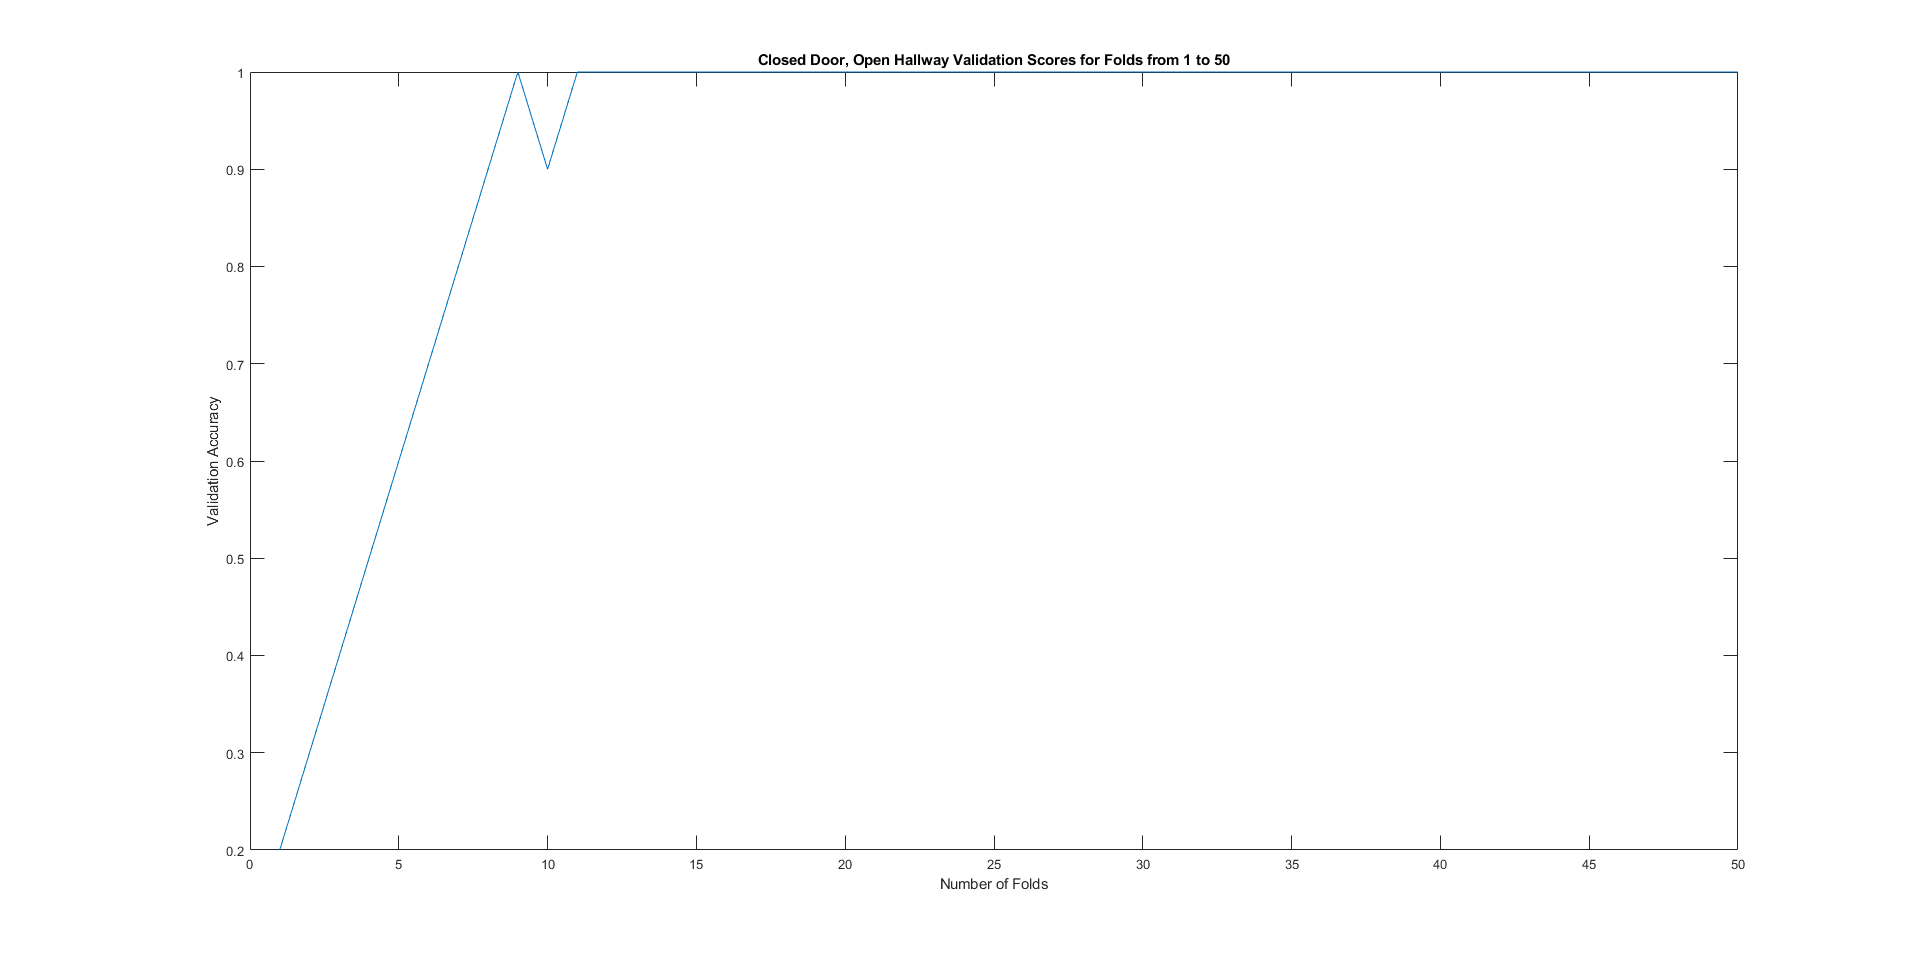 Closed Door, Open Hallway Validation Scores for Folds from 1 to 50
1
0.9
0.8
0.7
0.6
0.5
0.4
0.3
0.2
Validation Accuracy
0 5 10 15 20 25 30 35 40 45 50
Number of Folds